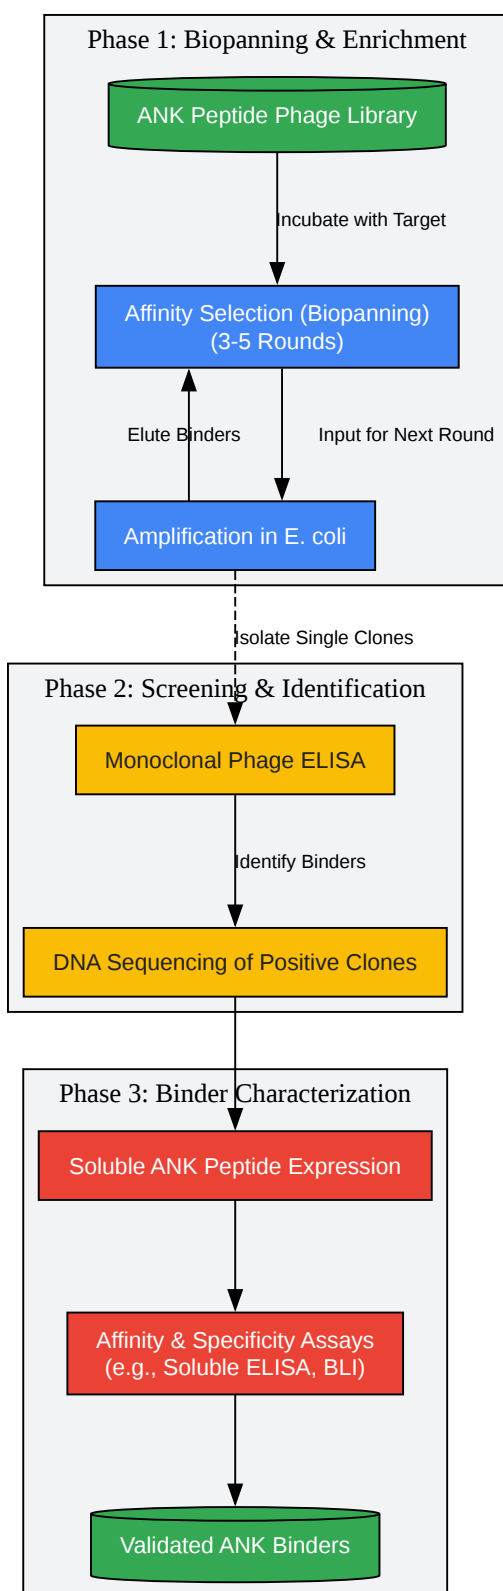 Phase 1: Biopanning & Enrichment
ANK Peptide Phage Library
Incubate with Target
Affinity Selection (Biopanning)
(3-5 Rounds)
Elute Binders
Input for Next Round
Amplification in E. coli
Isolate Single Clones
Phase 2: Screening & Identification
Monoclonal Phage ELISA
Identify Binders
DNA Sequencing of Positive Clones
Phase 3: Binder Characterization
Soluble ANK Peptide Expression
Affinity & Specificity Assays
(e.g., Soluble ELISA, BLI)
Validated ANK Binders